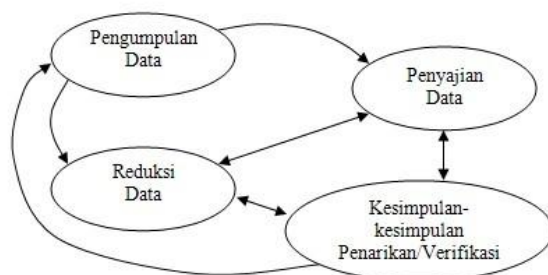 Pengumpulan
Data
Penyajian
Data
Reduksi
Data
Kesimpulan-
kesimpulan
Penarikan/Verifikasi